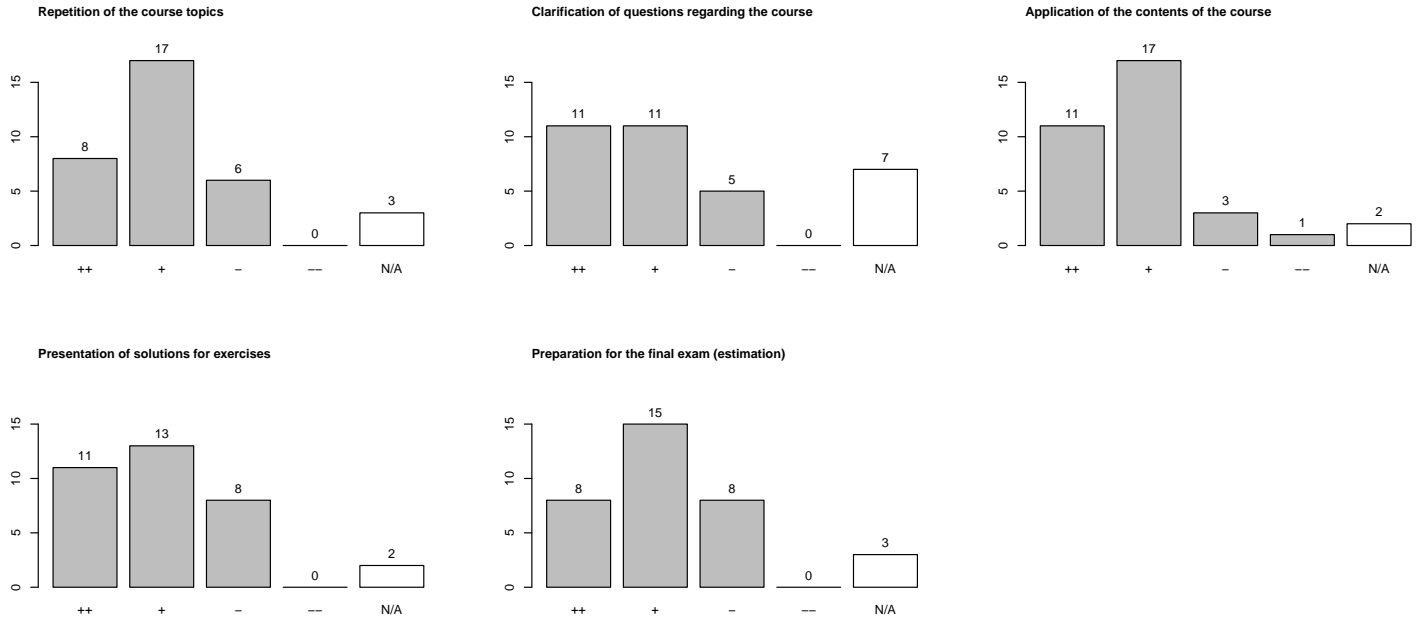 Repetition of the course topics
17
8
6
3
0
0 5 10 15
++ + – –– N/A
Clarification of questions regarding the course
11 11
5
0
7
0 5 10 15
++ + – –– N/A
Application of the contents of the course
11
17
3
1
2
0 5 10 15
++ + – –– N/A
Presentation of solutions for exercises
11
13
8
0
2
0 5 10 15
++ + – –– N/A
Preparation for the final exam (estimation)
8
15
8
0
3
0 5 10 15
++ + – –– N/A